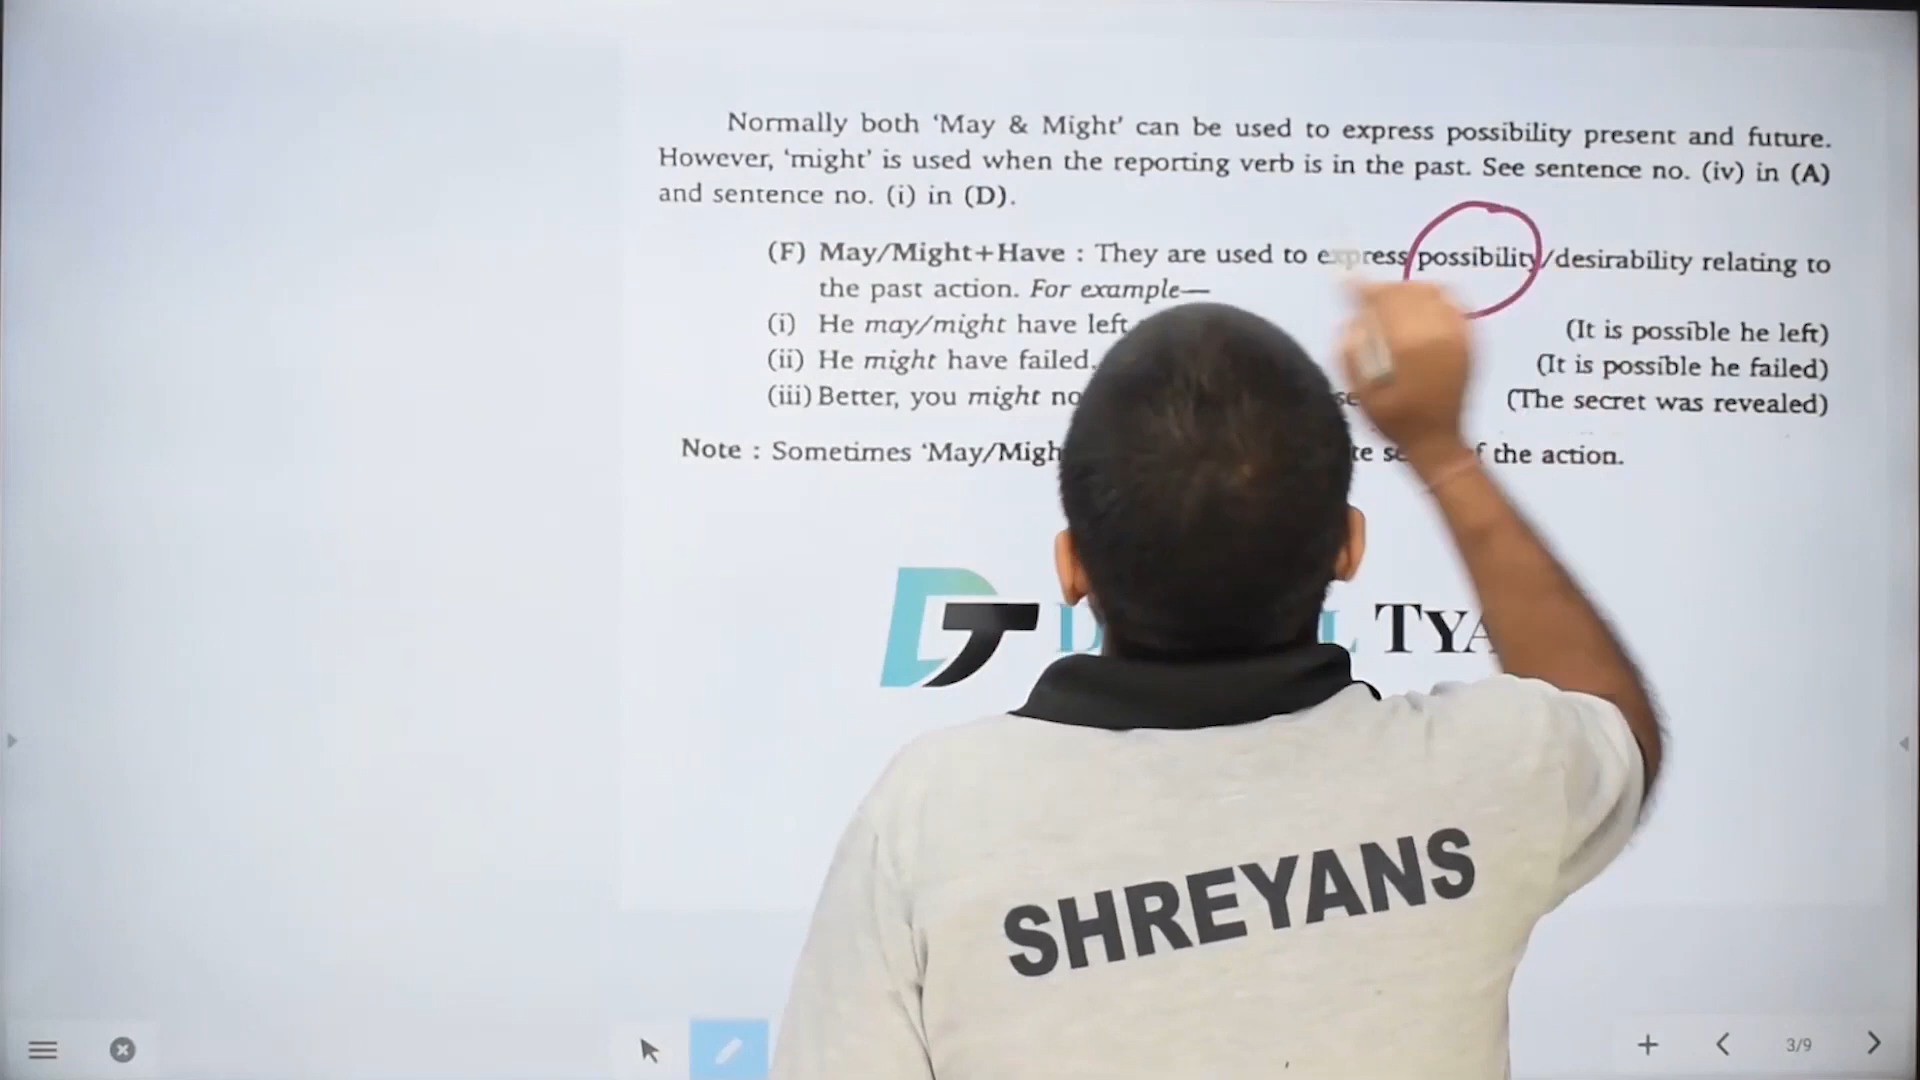 Normally both ‘May & Might’ can be used to express possibility present and future.
However, ‘might’ is used when the reporting verb is in the past. See sentence no. (iv) in (A)
and sentence no. (i) in (D).
(F) May/Might+Have : They are used to express possibility/desirability relating to
the past action. For example—
(i) He may/might have left (It is possible he left)
(ii) He might have failed. (It is possible he failed)
(iii) Better, you might (The secret was revealed)
Note : Sometimes ‘May/ the action.
DT
SHREYANS
3/9